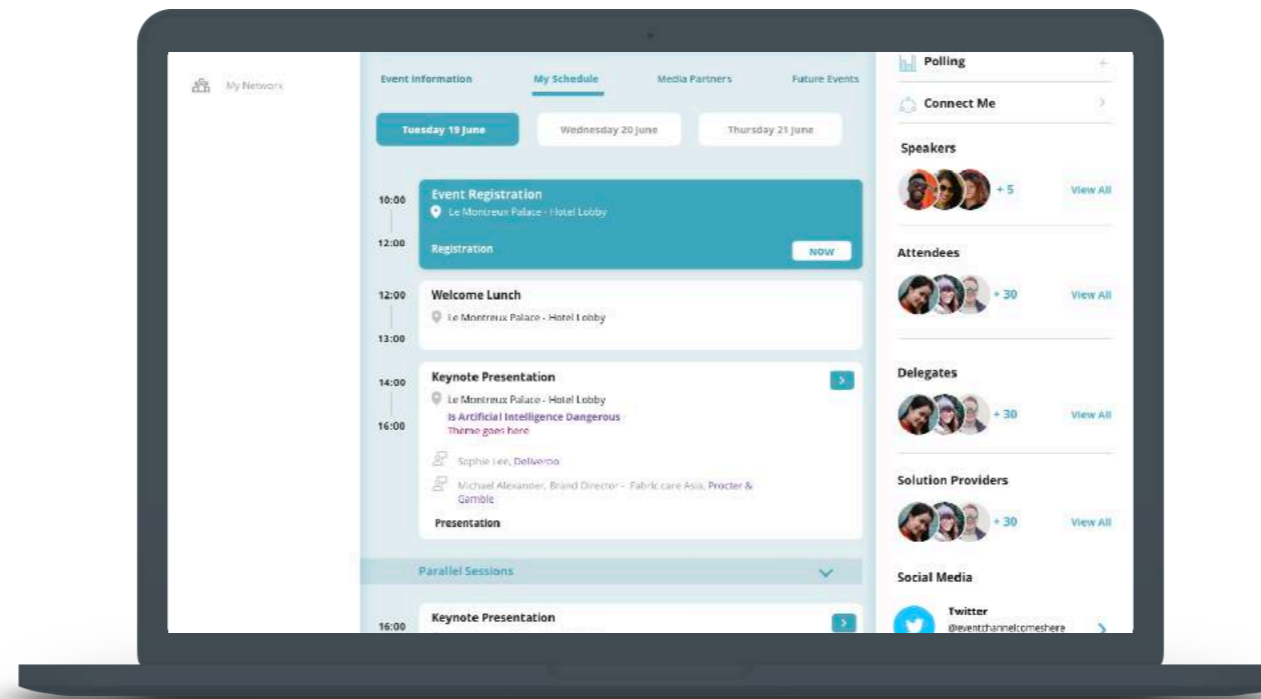 My Network
Event Information
My Schedule
Media Partners
Future Events
Tuesday 19 June
Wednesday 20 June
Thursday 21 June
10:00
12:00
Event Registration
Le Montreux Palace - Hotel Lobby
Registration
NOW
12:00
13:00
Welcome Lunch
Le Montreux Palace - Hotel Lobby
14:00
16:00
Keynote Presentation
Le Montreux Palace - Hotel Lobby
Is Artificial Intelligence Dangerous
Theme goes here
Sophie Lee, Deliveroo
Michael Alexander, Brand Director - Fabric care Asia, Procter &
Gamble
Presentation
Parallel Sessions
16:00
Keynote Presentation
Polling
Connect Me
Speakers
+ 5
View All
Attendees
+ 30
View All
Delegates
+ 30
View All
Solution Providers
+ 30
View All
Social Media
Twitter
@eventchannelcomeshere